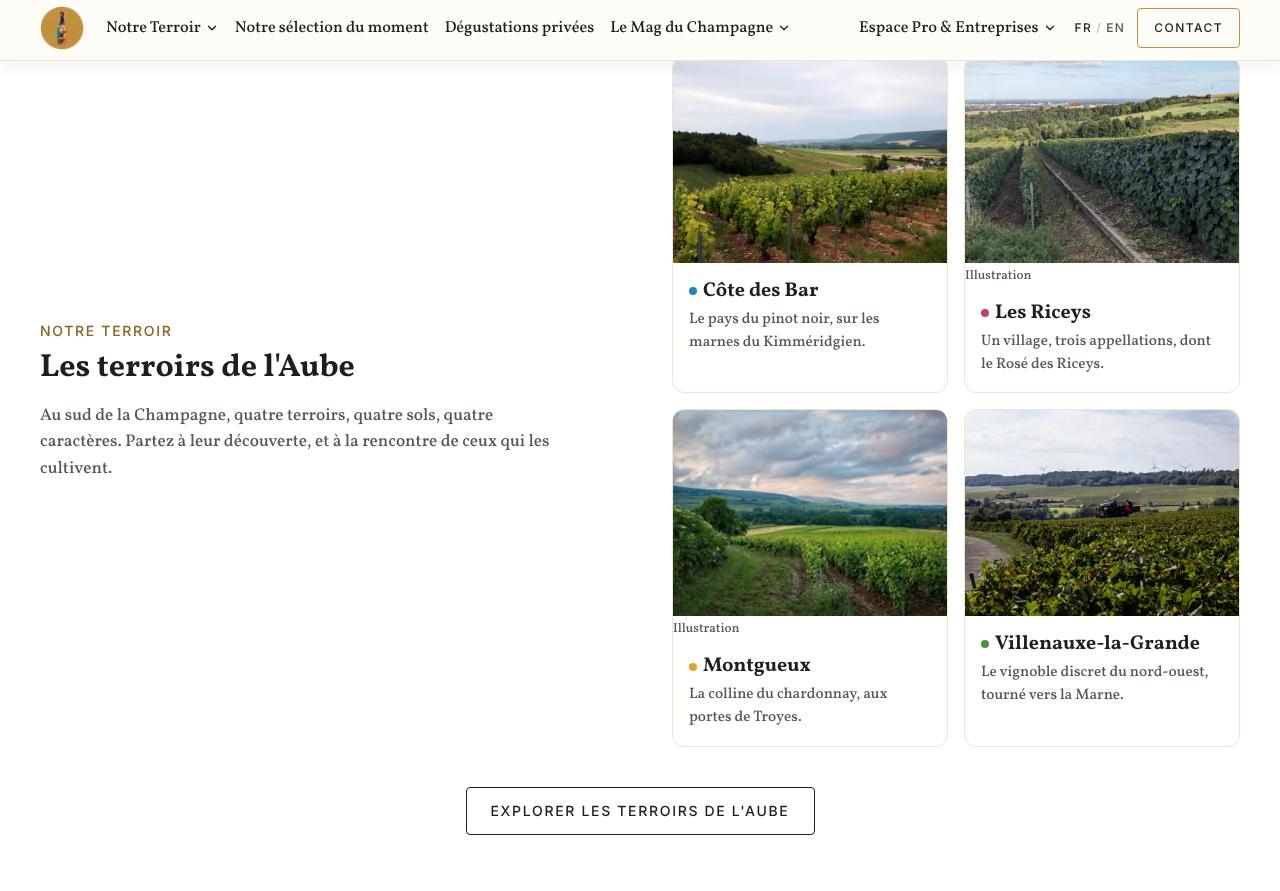 Notre Terroir
Notre sélection du moment
Dégustations privées
Le Mag du Champagne
Espace Pro & Entreprises
FR / EN
CONTACT
NOTRE TERROIR
Les terroirs de l'Aube
Au sud de la Champagne, quatre terroirs, quatre sols, quatre
caractères. Partez à leur découverte, et à la rencontre de ceux qui les
cultivent.
Côte des Bar
Le pays du pinot noir, sur les
marnes du Kimméridgien.
Illustration
Les Riceys
Un village, trois appellations, dont
le Rosé des Riceys.
Illustration
Montgueux
La colline du chardonnay, aux
portes de Troyes.
Villenauxe-la-Grande
Le vignoble discret du nord-ouest,
tourné vers la Marne.
EXPLORER LES TERROIRS DE L'AUBE